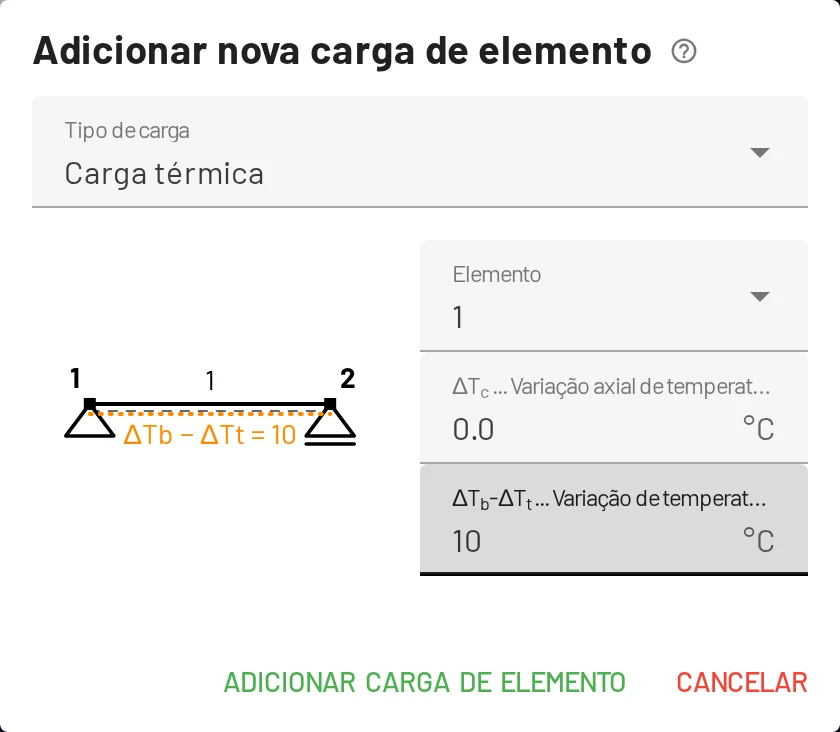 Adicionar nova carga de elemento
Tipo de carga
Carga térmica
Elemento
1
1 1 2
ΔTb - ΔTt = 10
ΔTc ... Variação axial de temperat...
0.0 °C
ΔTb-ΔTt ... Variação de temperat...
10 °C
ADICIONAR CARGA DE ELEMENTO CANCELAR